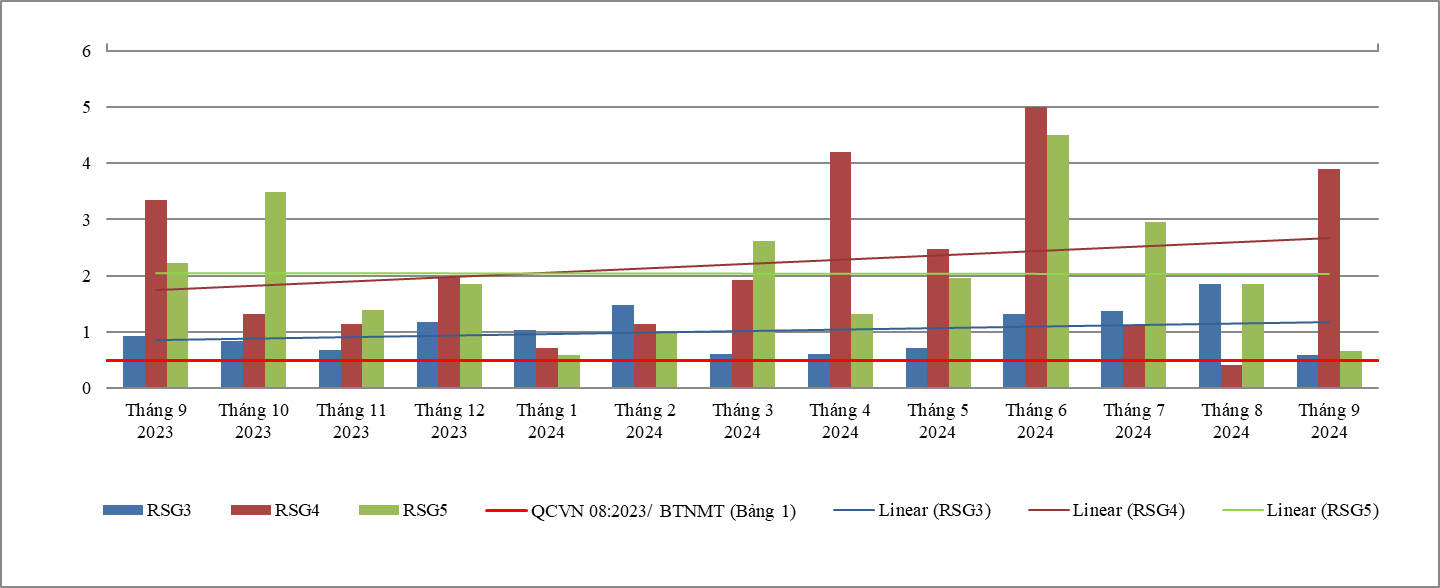 6
5
4
3
2
1
0
Tháng 9 2023
Tháng 10 2023
Tháng 11 2023
Tháng 12 2023
Tháng 1 2024
Tháng 2 2024
Tháng 3 2024
Tháng 4 2024
Tháng 5 2024
Tháng 6 2024
Tháng 7 2024
Tháng 8 2024
Tháng 9 2024
RSG3 RSG4 RSG5 QCVN 08:2023/ BTNMT (Bảng 1) Linear (RSG3) Linear (RSG4) Linear (RSG5)